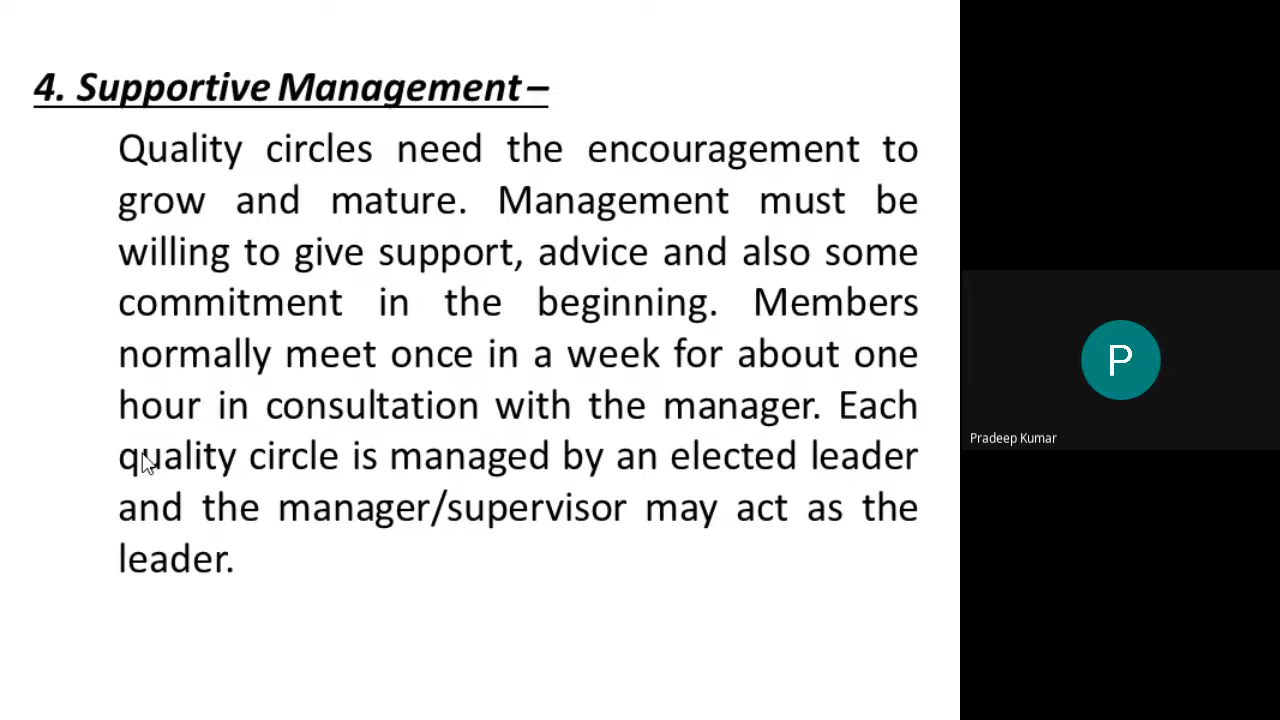 4. Supportive Management –
Quality circles need the encouragement to
grow and mature. Management must be
willing to give support, advice and also some
commitment in the beginning. Members
normally meet once in a week for about one
hour in consultation with the manager. Each
quality circle is managed by an elected leader
and the manager/supervisor may act as the
leader.
P
Pradeep Kumar